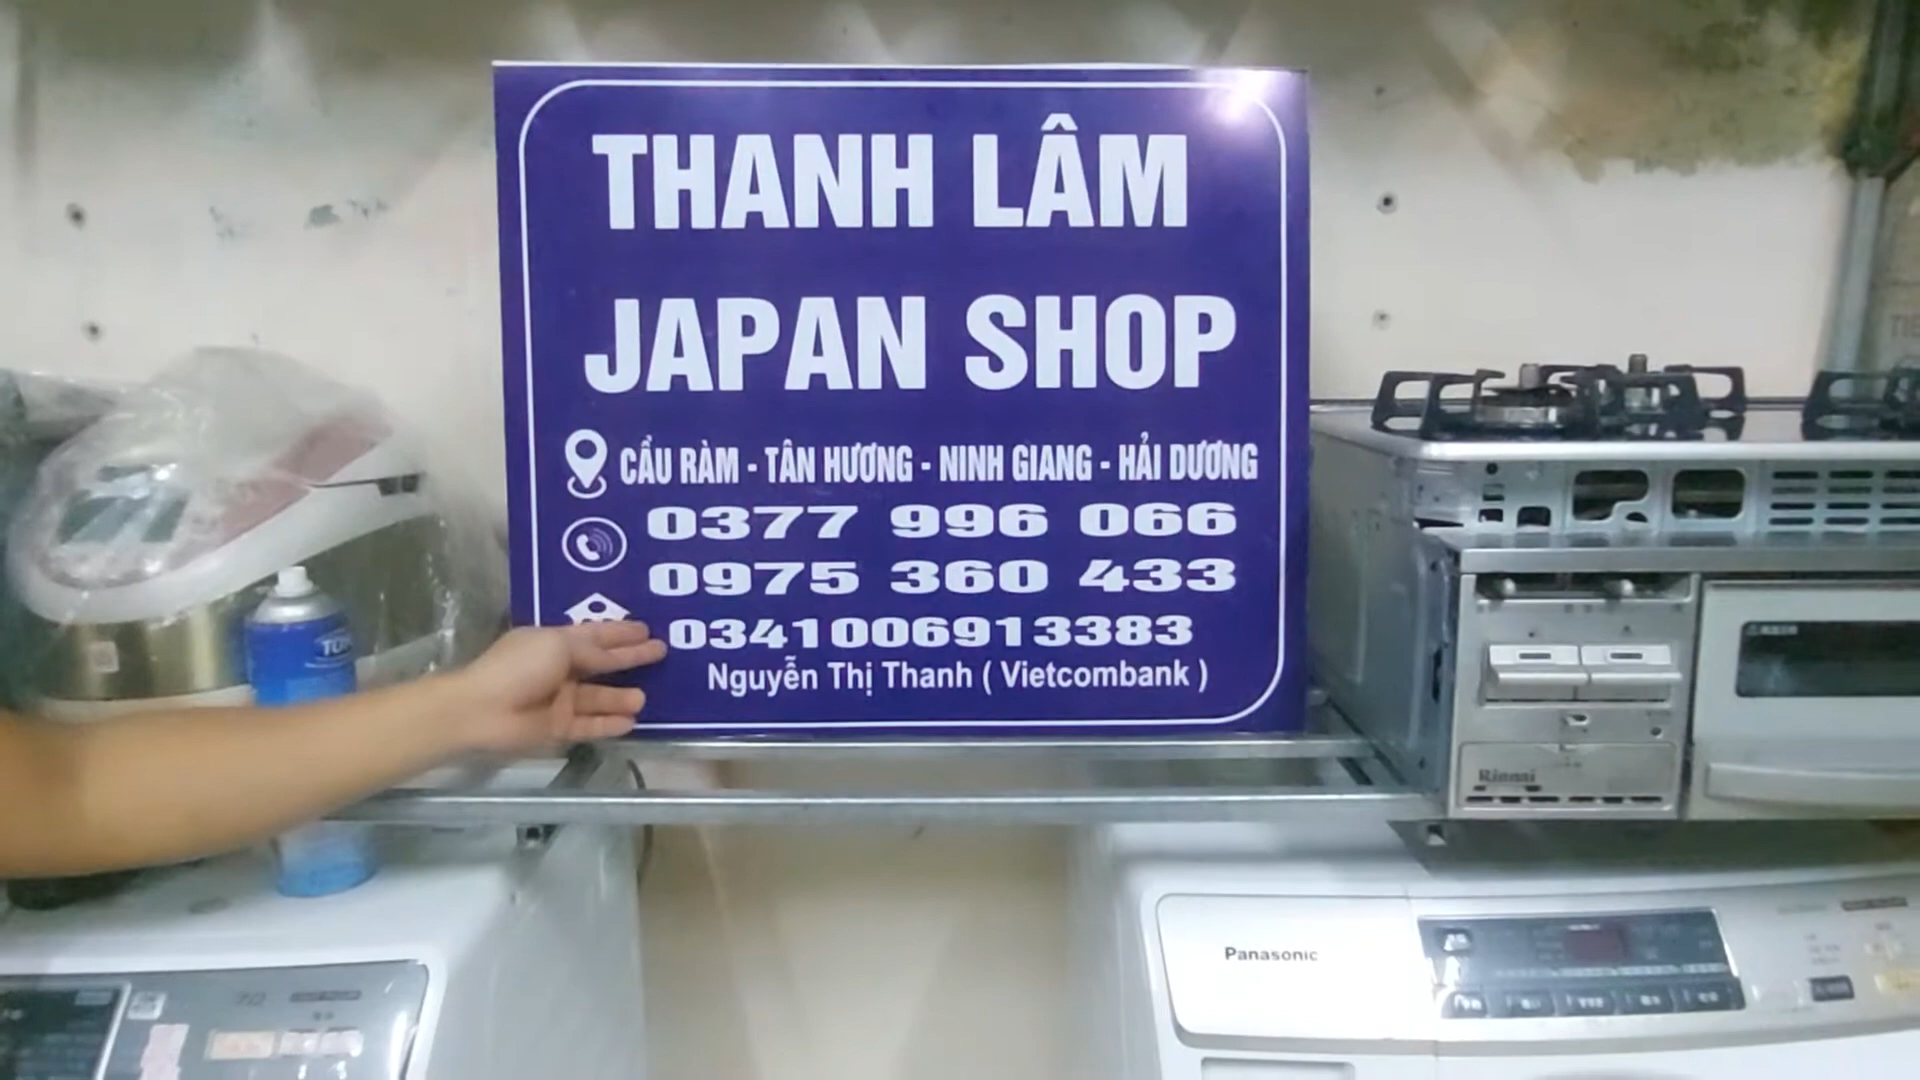 THANH LÂM
JAPAN SHOP
CẦU RÀM - TÂN HƯƠNG - NINH GIANG - HẢI DƯƠNG
0377 996 066
0975 360 433
0341006913383
Nguyễn Thị Thanh ( Vietcombank )
Rinnai
Panasonic